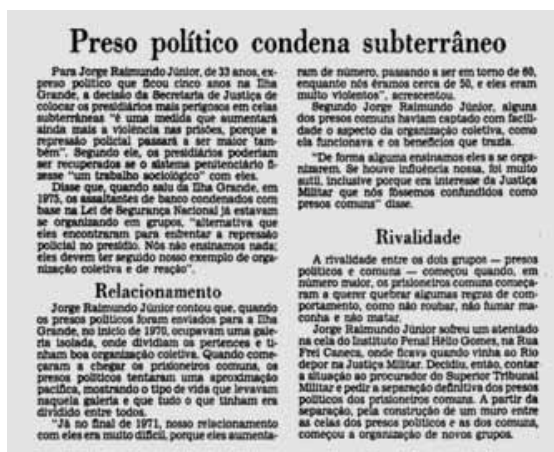 Preso político condena subterrâneo
Para Jorge Raimundo Júnior, de 33 anos, ex-
preso político que ficou cinco anos na Ilha
Grande, a decisão da Secretaria de Justiça de
colocar os presidiários mais perigosos em celas
subterrâneas "é uma medida que aumentará
ainda mais a violência nas prisões, porque a
repressão policial passará a ser maior tam-
bém". Segundo ele, os presidiários poderiam
ser recuperados se o sistema penitenciário fi-
zesse "um trabalho sociológico" com eles.
Disse que, quando saiu da Ilha Grande, em
1975, os assaltantes de banco condenados com
base na Lei de Segurança Nacional já estavam
se organizando em grupos, "alternativa que
eles encontraram para enfrentar a repressão
policial no presídio. Nós não ensinamos nada;
eles devem ter seguido nosso exemplo de orga-
nização coletiva e de reação".
Relacionamento
Jorge Raimundo Júnior contou que, quando
os presos políticos foram enviados para a Ilha
Grande, no início de 1970, ocupavam uma gale-
ria isolada, onde dividiam os pertences e ti-
nham boa organização coletiva. Quando come-
çaram a chegar os prisioneiros comuns, os
presos políticos tentaram uma aproximação
pacífica, mostrando o tipo de vida que levavam
naquela galeria e que tudo o que tinham era
dividido entre todos.
"Já no final de 1971, nosso relacionamento
com eles era muito difícil, porque eles aumenta-
ram de número, passando a ser em torno de 60,
enquanto nós éramos cerca de 50, e eles eram
muito violentos", acrescentou.
Segundo Jorge Raimundo Júnior, alguns
dos presos comuns haviam captado com facili-
dade o aspecto da organização coletiva, como
ela funcionava e os benefícios que trazia.
"De forma alguma ensinamos eles a se orga-
nizarem. Se houve influência nossa, foi muito
sutil, inclusive porque era interesse da Justiça
Militar que nós fôssemos confundidos como
presos comuns" disse.
Rivalidade
A rivalidade entre os dois grupos — presos
políticos e comuns — começou quando, em
número maior, os prisioneiros comuns começa-
ram a querer quebrar algumas regras de com-
portamento, como não roubar, não fumar ma-
conha e não matar.
Jorge Raimundo Júnior sofreu um atentado
na cela do Instituto Penal Hélio Gomes, na Rua
Frei Caneca, onde ficava quando vinha ao Rio
depor na Justiça Militar. Decidiu, então, contar
a situação ao procurador do Superior Tribunal
Militar e pedir a separação definitiva dos presos
políticos dos prisioneiros comuns. A partir da
separação, pela construção de um muro entre
as celas dos presos políticos e as dos comuns,
começou a organização de novos grupos.